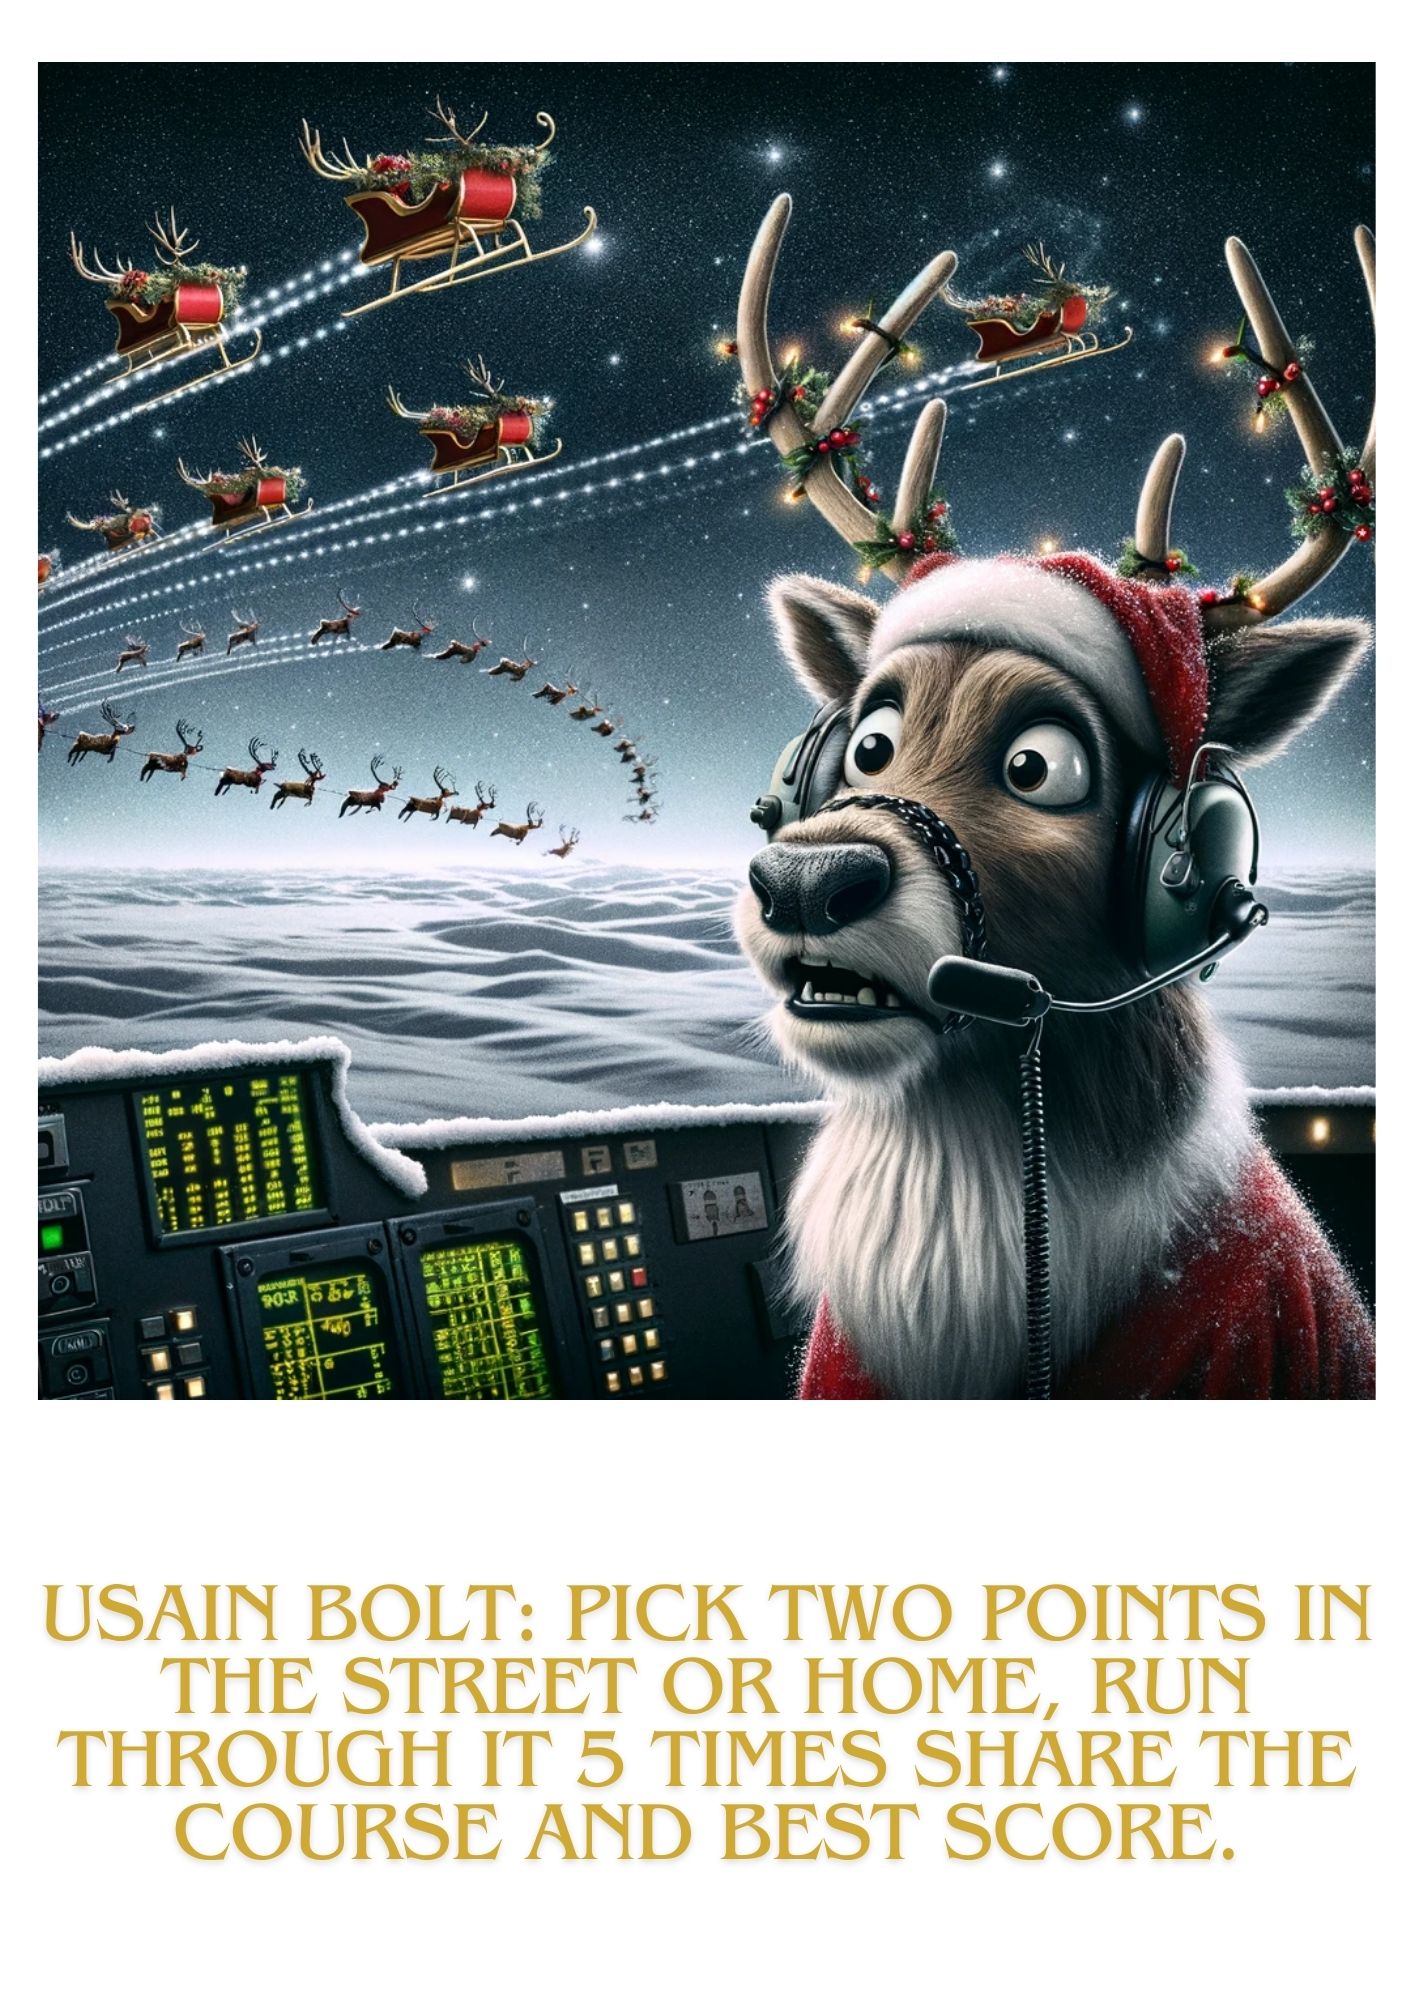 USAIN BOLT: PICK TWO POINTS IN
THE STREET OR HOME, RUN
THROUGH IT 5 TIMES SHARE THE
COURSE AND BEST SCORE.